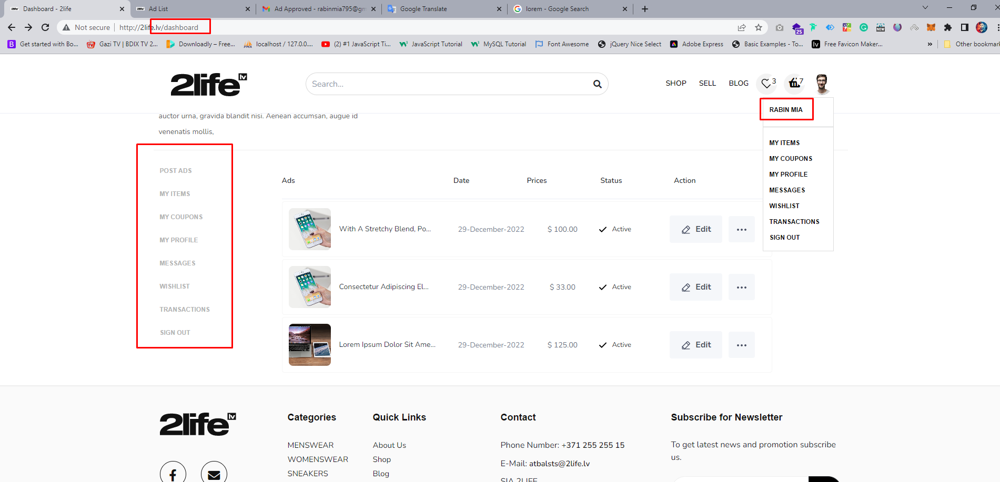 Dashboard - 2life
Ad List
Ad Approved - rabinmia795@gm
Google Translate
lorem - Google Search
Not secure
http://2life.lv/dashboard
25
NEW
Get started with Bo...
Gazi TV | BDIX TV 2...
Downloadly – Free...
localhost / 127.0.0....
(2) #1 JavaScript Ti...
JavaScript Tutorial
MySQL Tutorial
Font Awesome
jQuery Nice Select
Adobe Express
Basic Examples - To...
Free Favicon Maker...
»
Other bookmark
2life lv
Search...
SHOP
SELL
BLOG
3
7
RABIN MIA
MY ITEMS
MY COUPONS
MY PROFILE
MESSAGES
WISHLIST
TRANSACTIONS
SIGN OUT
auctor urna, gravida blandit nisi. Aenean accumsan, augue id
venenatis mollis,
POST ADS
MY ITEMS
MY COUPONS
MY PROFILE
MESSAGES
WISHLIST
TRANSACTIONS
SIGN OUT
Ads Date Prices Status Action
With A Stretchy Blend, Po... 29-December-2022 $ 100.00 Active Edit ...
Consectetur Adipiscing El... 29-December-2022 $ 33.00 Active Edit ...
Lorem Ipsum Dolor Sit Ame... 29-December-2022 $ 125.00 Active Edit ...
2life lv
Categories
MENSWEAR
WOMENSWEAR
SNEAKERS
Quick Links
About Us
Shop
Blog
Contact
Phone Number: +371 255 255 15
E-Mail: atbalsts@2life.lv
SIA 2LIFE
Subscribe for Newsletter
To get latest news and promotion subscribe
us.